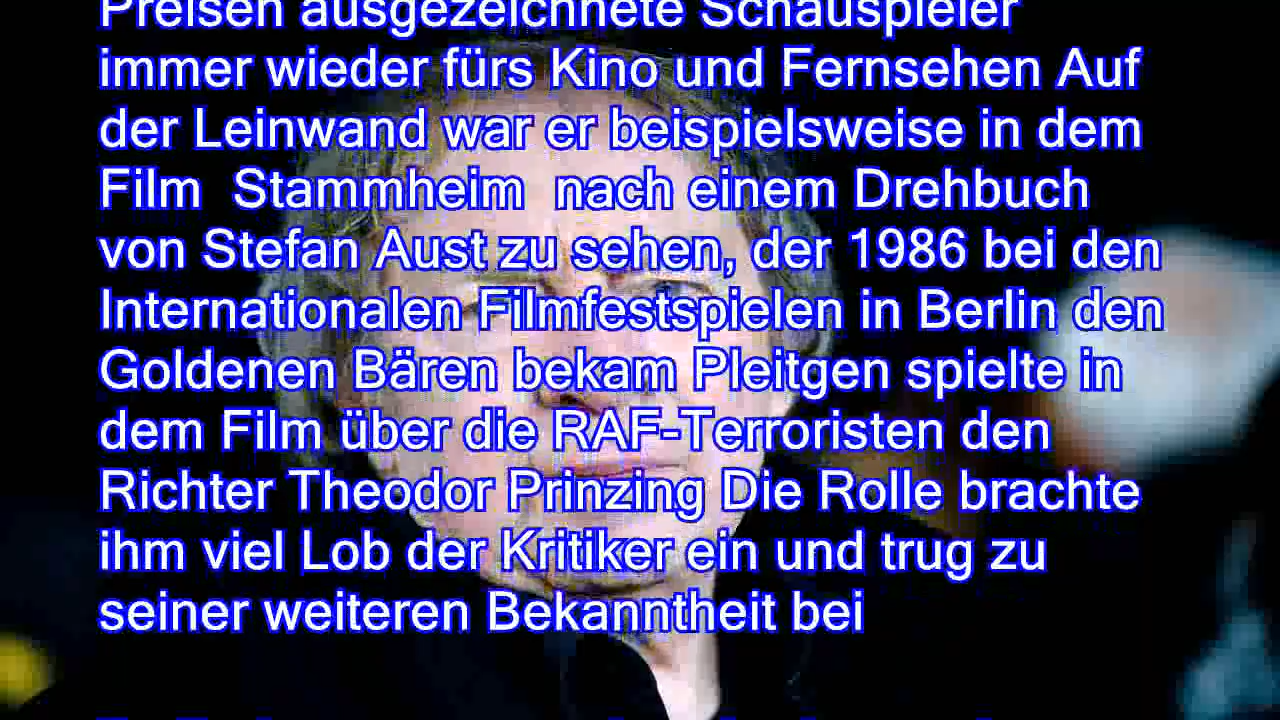 Preisen ausgezeichnete Schauspieler
immer wieder fürs Kino und Fernsehen Auf
der Leinwand war er beispielsweise in dem
Film  Stammheim  nach einem Drehbuch
von Stefan Aust zu sehen, der 1986 bei den
Internationalen Filmfestspielen in Berlin den
Goldenen Bären bekam Pleitgen spielte in
dem Film über die RAF-Terroristen den
Richter Theodor Prinzing Die Rolle brachte
ihm viel Lob der Kritiker ein und trug zu
seiner weiteren Bekanntheit bei